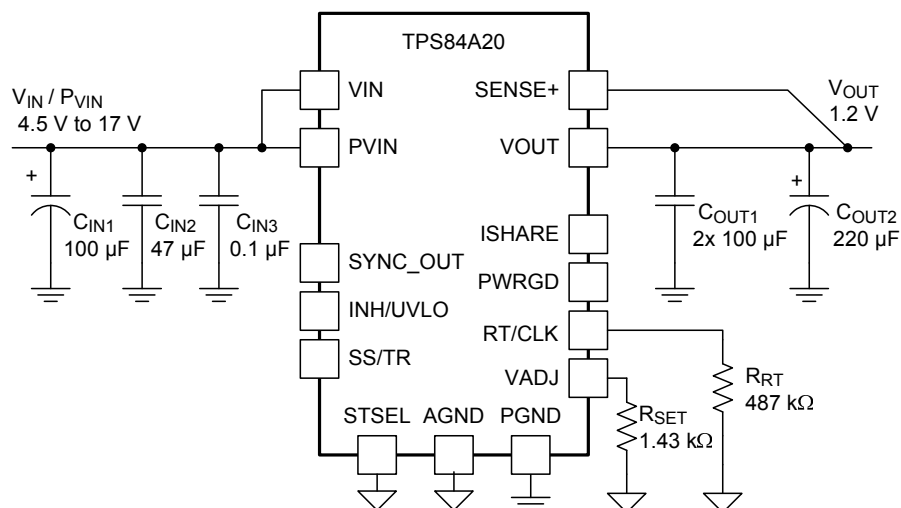 TPS84A20
VIN
SENSE+
VIN / PVIN
4.5 V to 17 V
VOUT
1.2 V
PVIN
VOUT
+
+
CIN1
100 µF
CIN2
47 µF
CIN3
0.1 µF
COUT1
2x 100 µF
COUT2
220 µF
ISHARE
SYNC_OUT
PWRGD
INH/UVLO
RT/CLK
SS/TR
VADJ
RRT
487 kΩ
RSET
1.43 kΩ
STSEL AGND PGND